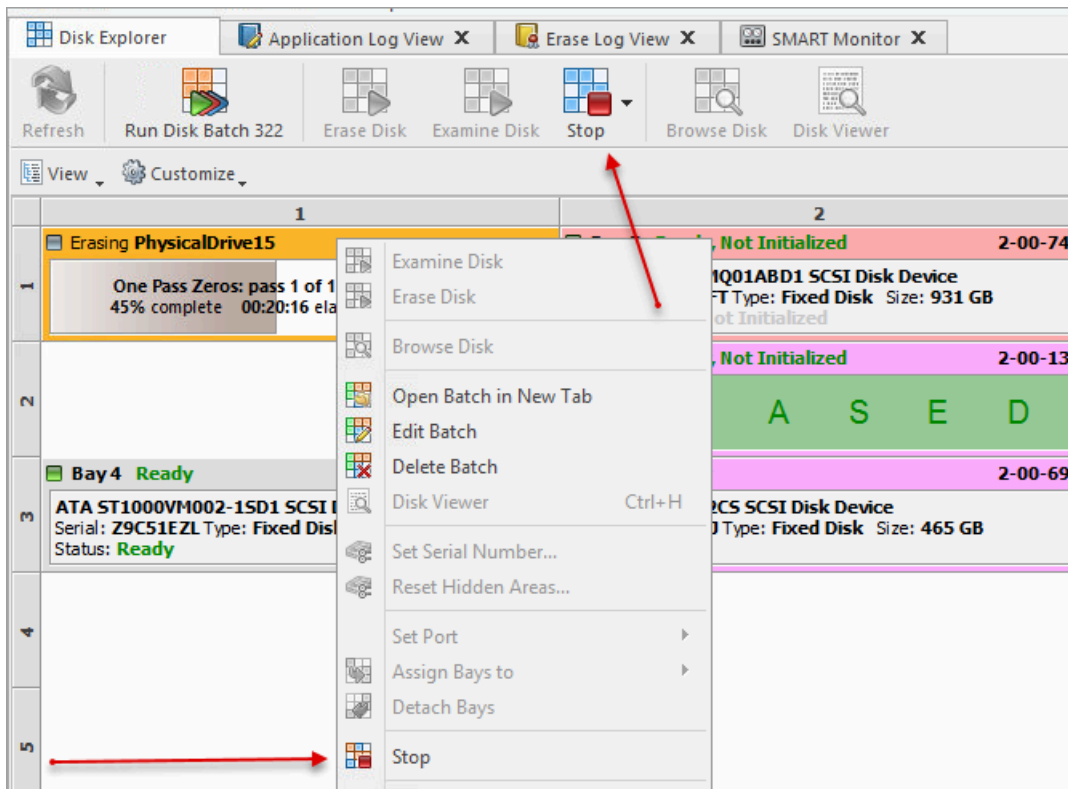 Disk Explorer
Application Log View X
Erase Log View X
SMART Monitor X
Refresh
Run Disk Batch 322
Erase Disk
Examine Disk
Stop
Browse Disk
Disk Viewer
View
Customize
1
2
1
Erasing PhysicalDrive15
One Pass Zeros: pass 1 of 1
45% complete 00:20:16 ela
, Not Initialized
2-00-74
MQ01ABD1 SCSI Disk Device
FT Type: Fixed Disk Size: 931 GB
ot Initialized
2
, Not Initialized
2-00-13
A S E D
3
Bay 4 Ready
ATA ST1000VM002-1SD1 SCSI
Serial: Z9C51EZL Type: Fixed Dis
Status: Ready
2-00-69
CS SCSI Disk Device
J Type: Fixed Disk Size: 465 GB
4
5
Examine Disk
Erase Disk
Browse Disk
Open Batch in New Tab
Edit Batch
Delete Batch
Disk Viewer Ctrl+H
Set Serial Number...
Reset Hidden Areas...
Set Port
Assign Bays to
Detach Bays
Stop